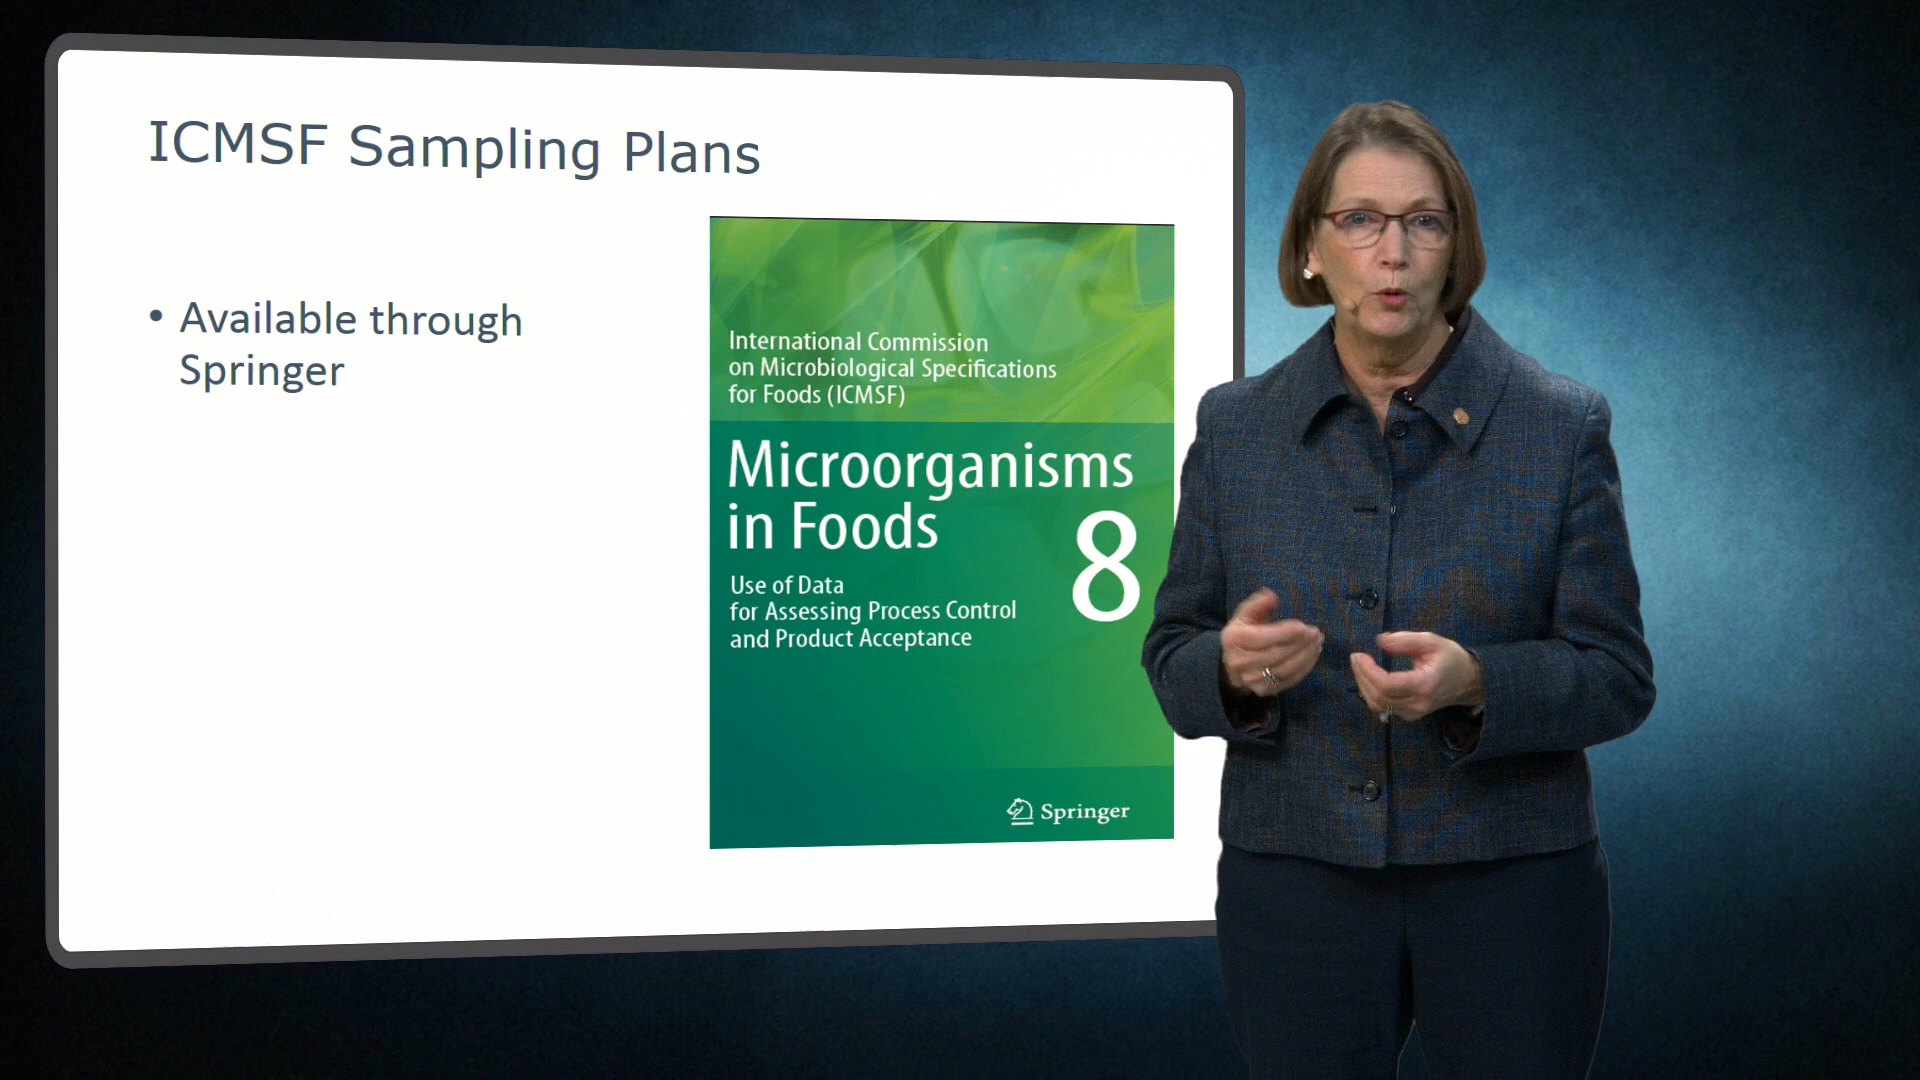 ICMSF Sampling Plans
• Available through
Springer
International Commission
on Microbiological Specifications
for Foods (ICMSF)
Microorganisms
in Foods
8
Use of Data
for Assessing Process Control
and Product Acceptance
Springer